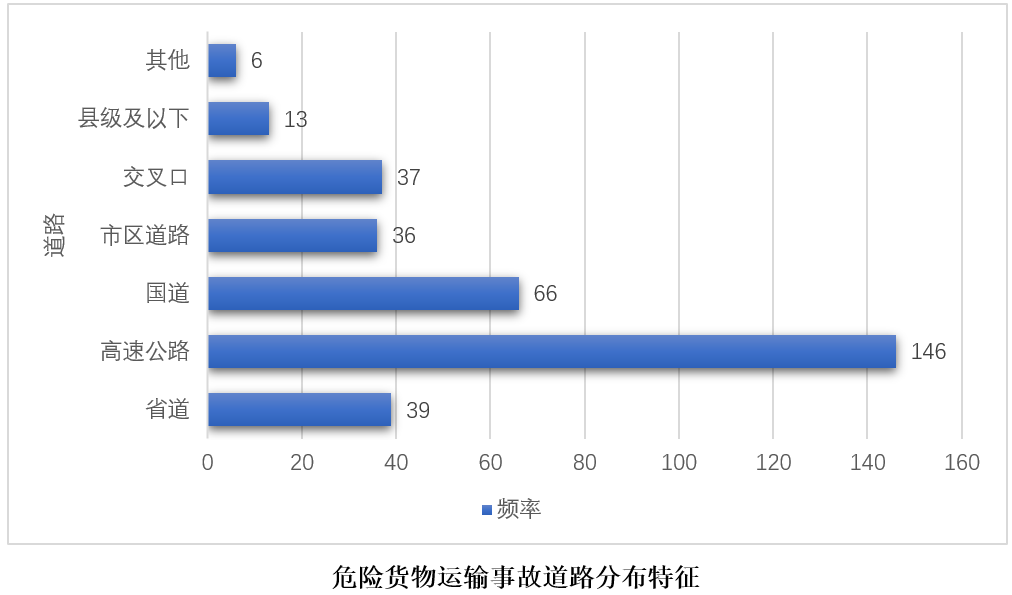 其他 6
县级及以下 13
交叉口 37
市区道路 36
道路
国道 66
高速公路 146
省道 39
0 20 40 60 80 100 120 140 160
频率
危险货物运输事故道路分布特征